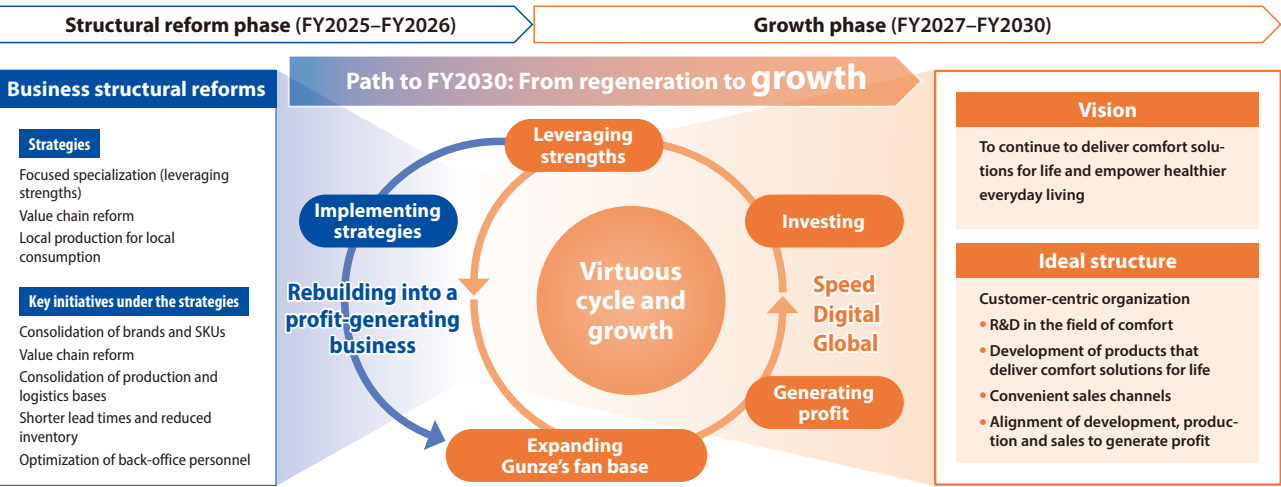 Structural reform phase (FY2025–FY2026)
Growth phase (FY2027–FY2030)
Path to FY2030: From regeneration to growth
Business structural reforms
Strategies
Focused specialization (leveraging
strengths)
Value chain reform
Local production for local
consumption
Key initiatives under the strategies
Consolidation of brands and SKUs
Value chain reform
Consolidation of production and
logistics bases
Shorter lead times and reduced
inventory
Optimization of back-office personnel
Leveraging
strengths
Implementing
strategies
Rebuilding into a
profit-generating
business
Virtuous
cycle and
growth
Investing
Speed
Digital
Global
Generating
profit
Expanding
Gunze’s fan base
Vision
To continue to deliver comfort solu-
tions for life and empower healthier
everyday living
Ideal structure
Customer-centric organization
• R&D in the field of comfort
• Development of products that
deliver comfort solutions for life
• Convenient sales channels
• Alignment of development, produc-
tion and sales to generate profit